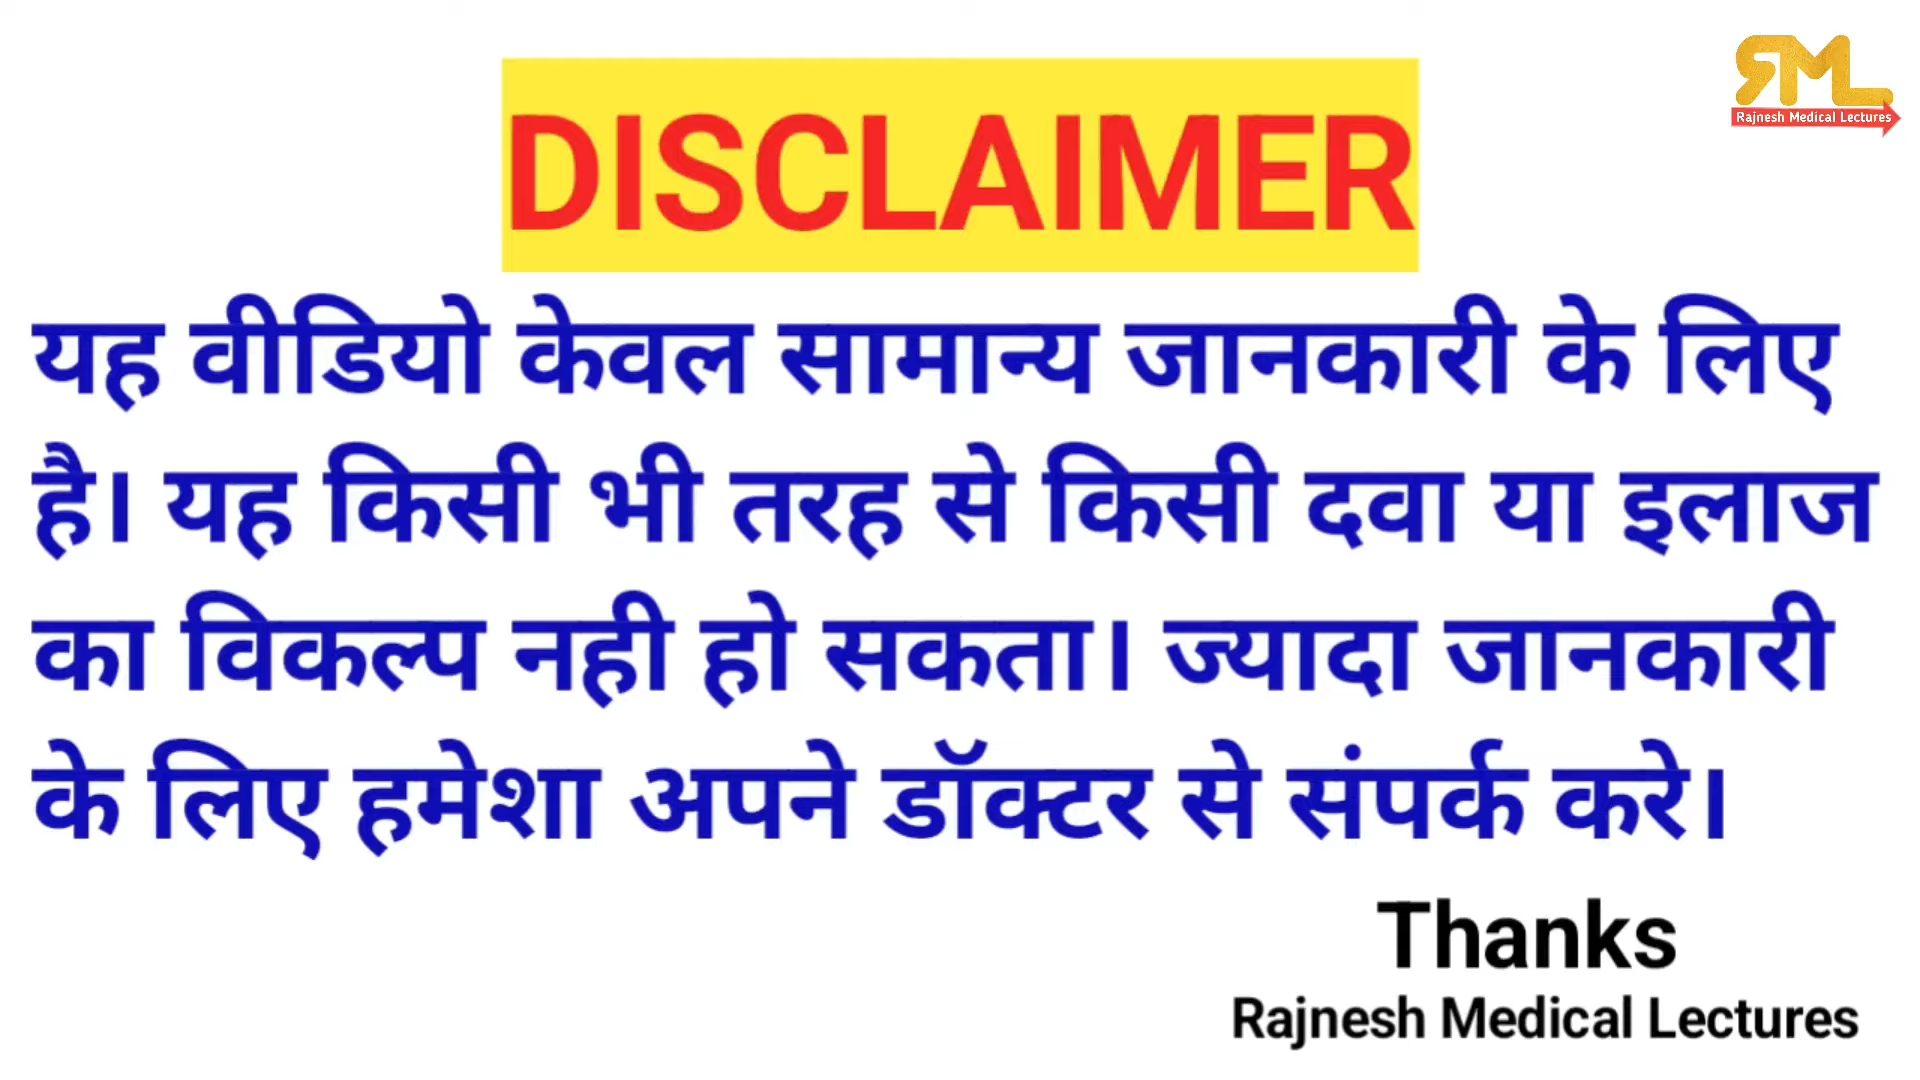 RML
Rajnesh Medical Lectures
DISCLAIMER
यह वीडियो केवल सामान्य जानकारी के लिए
है। यह किसी भी तरह से किसी दवा या इलाज
का विकल्प नही हो सकता। ज्यादा जानकारी
के लिए हमेशा अपने डॉक्टर से संपर्क करे।
Thanks
Rajnesh Medical Lectures